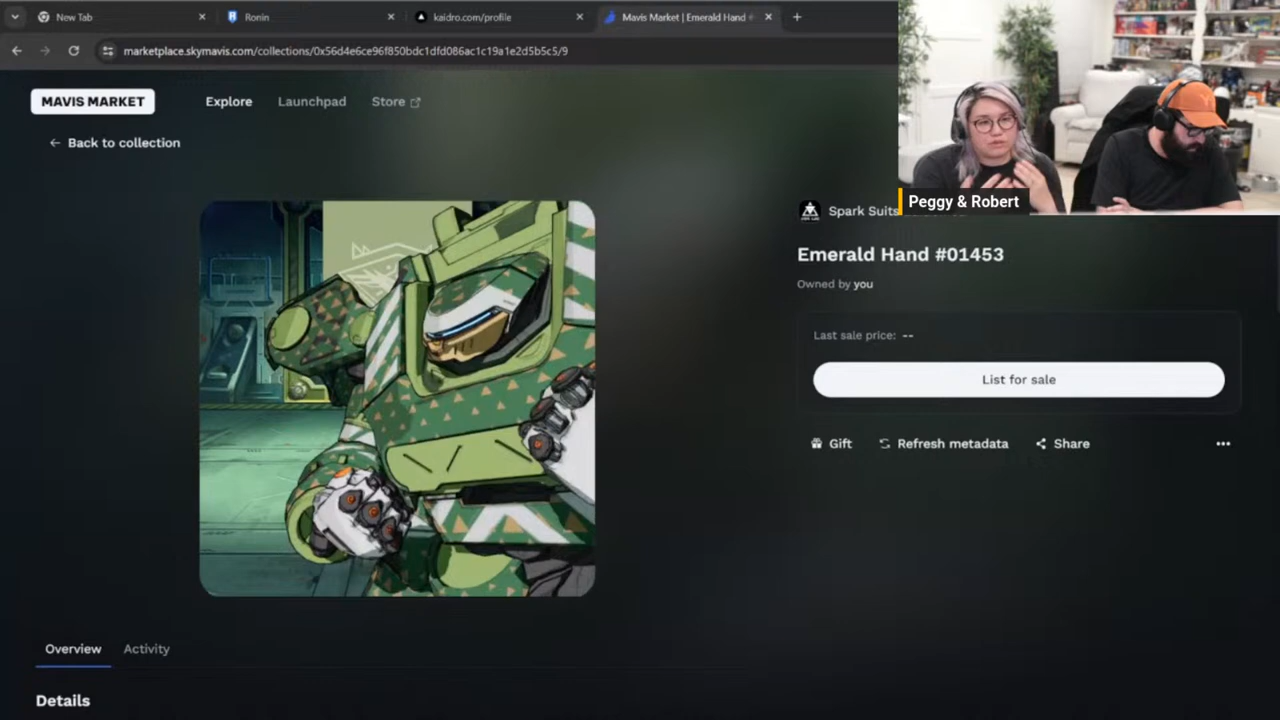 New Tab
Ronin
kaidro.com/profile
Mavis Market | Emerald Hand
marketplace.skymavis.com/collections/0x56d4e6ce96f850bdc1dfd086ac1c19a1e2d5b5c5/9
MAVIS MARKET
Explore
Launchpad
Store
Back to collection
Peggy & Robert
Spark Suits
Emerald Hand #01453
Owned by you
Last sale price: --
List for sale
Gift
Refresh metadata
Share
Overview
Activity
Details